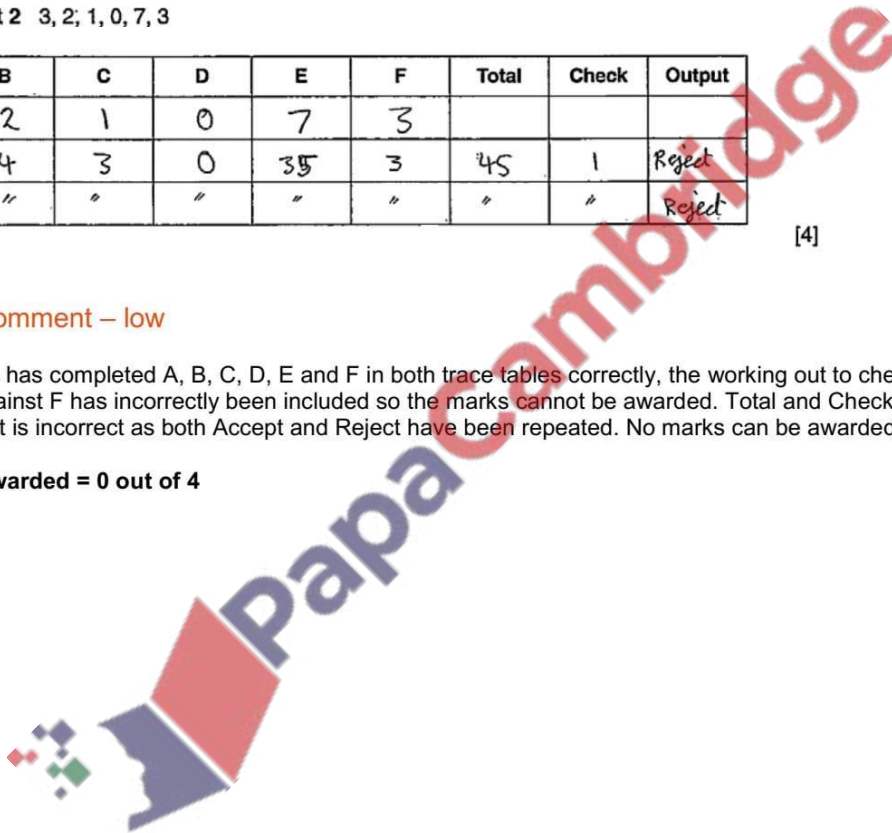 t 2 3, 2, 1, 0, 7, 3
B C D E F Total Check Output
2 1 0 7 3
4 3 0 35 3 45 1 Reject
" " " " " " " Reject
[4]
omment – low
has completed A, B, C, D, E and F in both trace tables correctly, the working out to che
ainst F has incorrectly been included so the marks cannot be awarded. Total and Check
t is incorrect as both Accept and Reject have been repeated. No marks can be awarded
warded = 0 out of 4
PapaCambridge